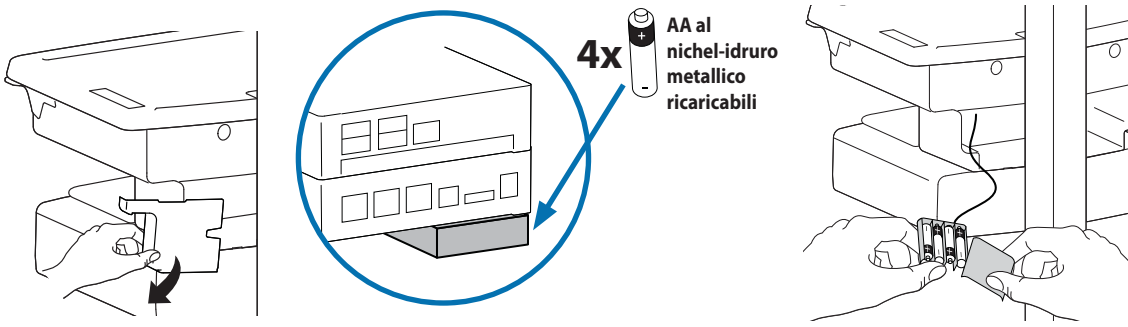 4x
AA al
nichel-idruro
metallico
ricaricabili